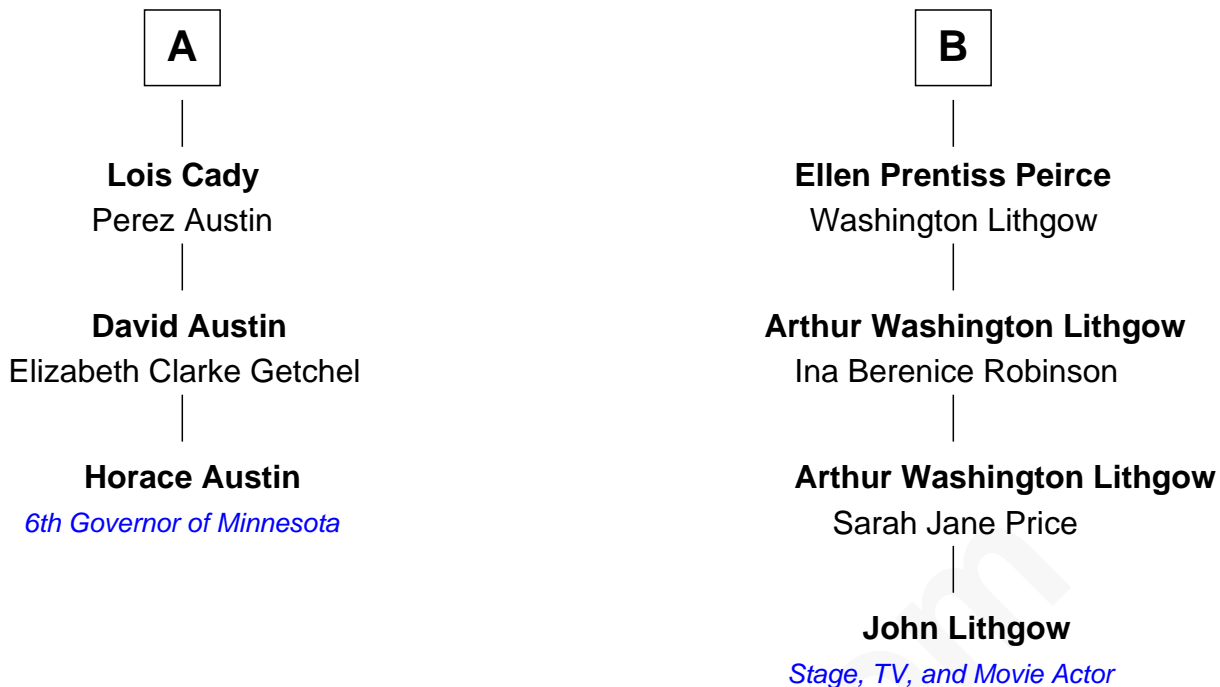 A
Lois Cady
Perez Austin
David Austin
Elizabeth Clarke Getchel
Horace Austin
6th Governor of Minnesota
B
Ellen Prentiss Peirce
Washington Lithgow
Arthur Washington Lithgow
Ina Berenice Robinson
Arthur Washington Lithgow
Sarah Jane Price
John Lithgow
Stage, TV, and Movie Actor